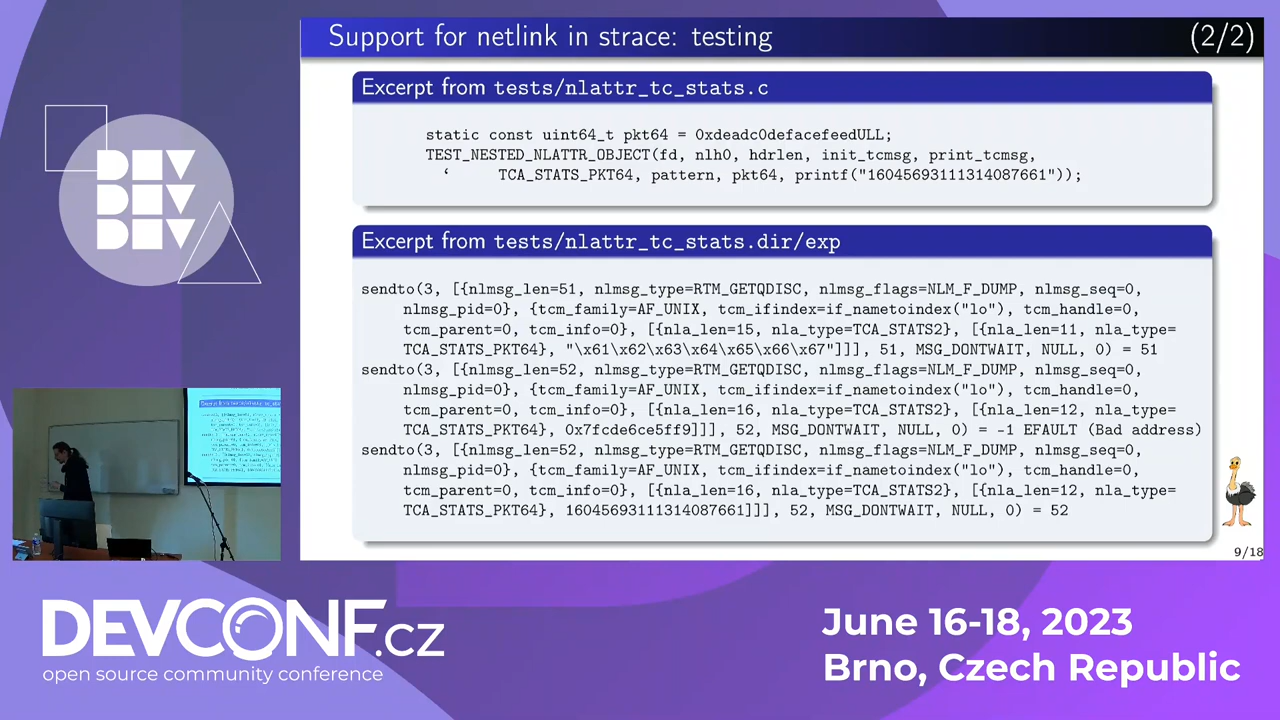 Support for netlink in strace: testing (2/2)
Excerpt from tests/nlattr_tc_stats.c
static const uint64_t pkt64 = 0xdeadc0defacefeedULL;
TEST_NESTED_NLATTR_OBJECT(fd, nlh0, hdrlen, init_tcmsg, print_tcmsg,
‘ TCA_STATS_PKT64, pattern, pkt64, printf("16045693111314087661"));
Excerpt from tests/nlattr_tc_stats.dir/exp
sendto(3, [{nlmsg_len=51, nlmsg_type=RTM_GETQDISC, nlmsg_flags=NLM_F_DUMP, nlmsg_seq=0,
nlmsg_pid=0}, {tcm_family=AF_UNIX, tcm_ifindex=if_nametoindex("lo"), tcm_handle=0,
tcm_parent=0, tcm_info=0}, [{nla_len=15, nla_type=TCA_STATS2}, [{nla_len=11, nla_type=
TCA_STATS_PKT64}, "\x61\x62\x63\x64\x65\x66\x67"]]], 51, MSG_DONTWAIT, NULL, 0) = 51
sendto(3, [{nlmsg_len=52, nlmsg_type=RTM_GETQDISC, nlmsg_flags=NLM_F_DUMP, nlmsg_seq=0,
nlmsg_pid=0}, {tcm_family=AF_UNIX, tcm_ifindex=if_nametoindex("lo"), tcm_handle=0,
tcm_parent=0, tcm_info=0}, [{nla_len=16, nla_type=TCA_STATS2}, [{nla_len=12, nla_type=
TCA_STATS_PKT64}, 0x7fcde6cc5ff9]]], 52, MSG_DONTWAIT, NULL, 0) = -1 EFAULT (Bad address)
sendto(3, [{nlmsg_len=52, nlmsg_type=RTM_GETQDISC, nlmsg_flags=NLM_F_DUMP, nlmsg_seq=0,
nlmsg_pid=0}, {tcm_family=AF_UNIX, tcm_ifindex=if_nametoindex("lo"), tcm_handle=0,
tcm_parent=0, tcm_info=0}, [{nla_len=16, nla_type=TCA_STATS2}, [{nla_len=12, nla_type=
TCA_STATS_PKT64}, 16045693111314087661]]], 52, MSG_DONTWAIT, NULL, 0) = 52
9/18
DEV
DEV
DEV
DEVCONF.cz
open source community conference
June 16-18, 2023
Brno, Czech Republic